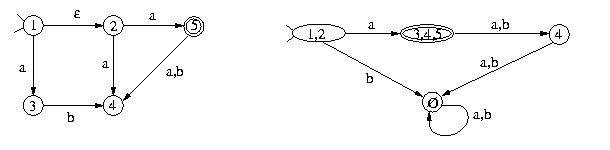 ε a a a,b
1 2 5 1,2 3,4,5 4
a a a,b b a,b
3 4 Ø a,b
b